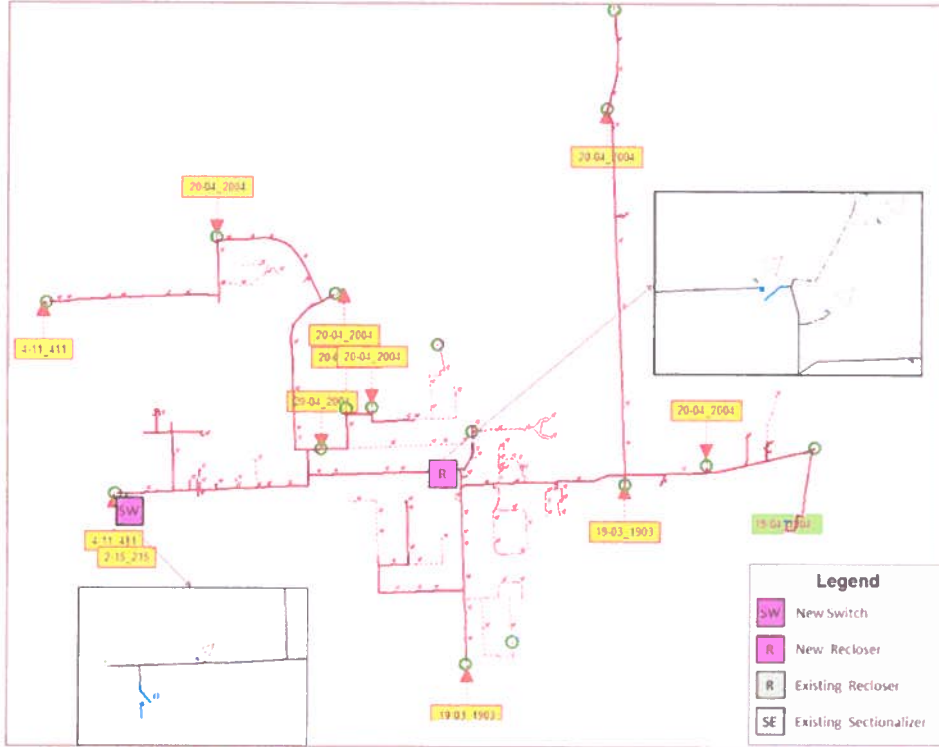 20-04_2004
20-04_2004
4-11_411
20-04_2004
20-04_2004
20-04_2004
20-04_2004
R
SW
4-11_411
2-15_215
19-03_1903
19-03_1903
Legend
SW New Switch
R New Recloser
R Existing Recloser
SE Existing Sectionalizer